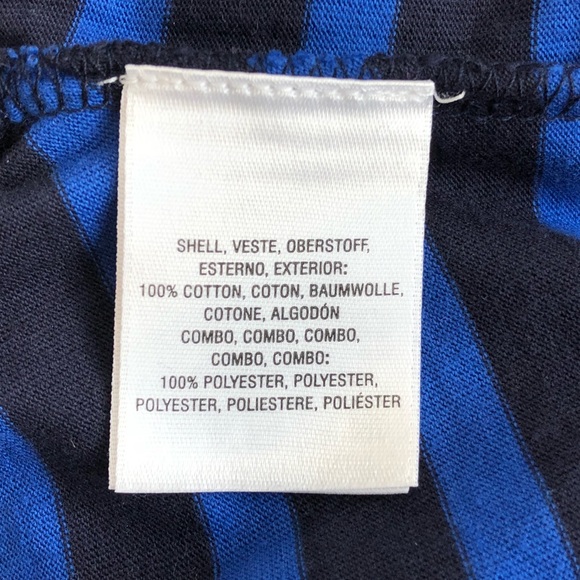 SHELL, VESTE, OBERSTOFF,
ESTERNO, EXTERIOR:
100% COTTON, COTON, BAUMWOLLE,
COTONE, ALGODÓN
COMBO, COMBO, COMBO,
COMBO, COMBO:
100% POLYESTER, POLYESTER,
POLYESTER, POLIESTERE, POLIÉSTER